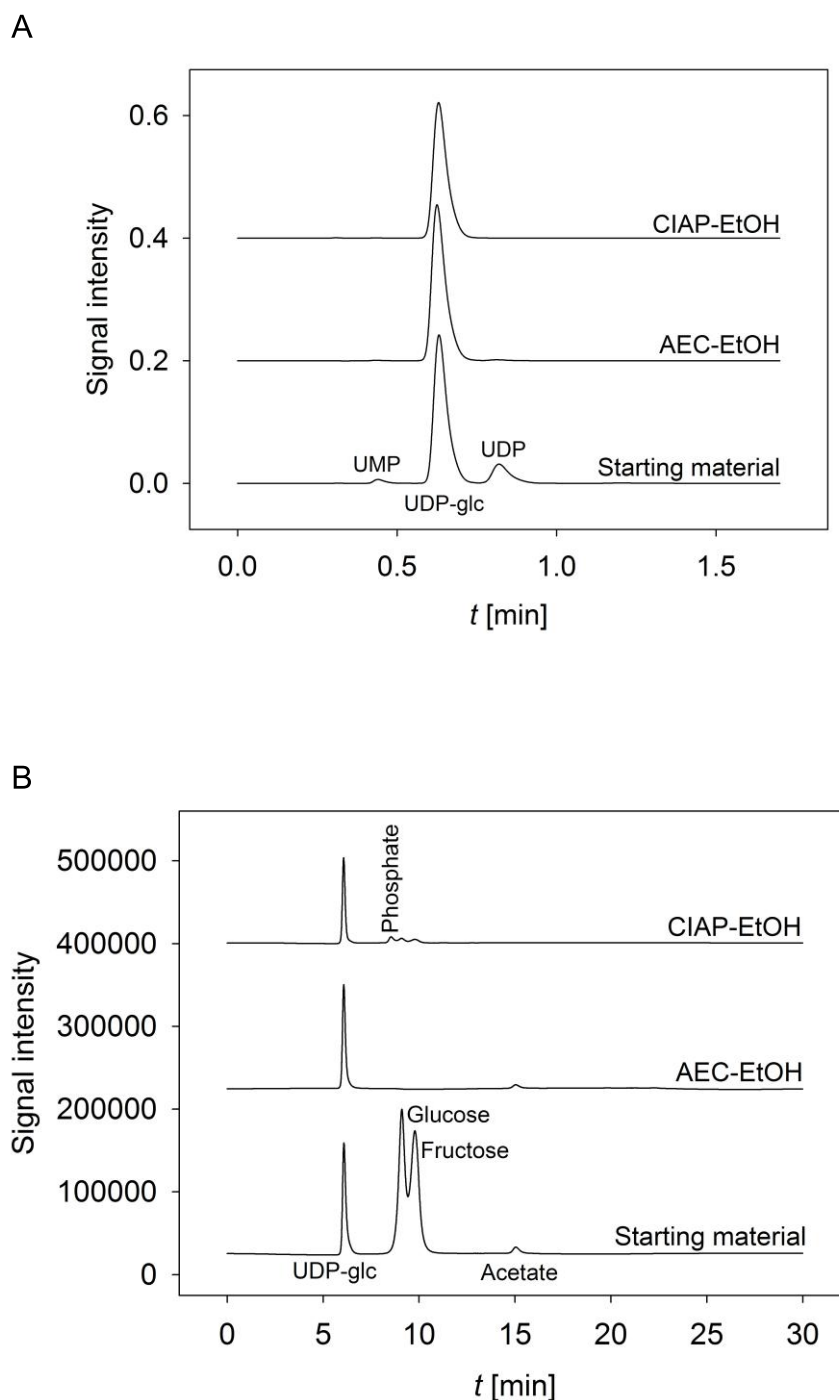 A
0.6
CIAP-EtOH
0.4
AEC-EtOH
0.2
UMP
UDP
Starting material
0.0
UDP-glc
Signal intensity
0.0 0.5 1.0 1.5
t [min]
B
500000
Phosphate
CIAP-EtOH
400000
300000
AEC-EtOH
200000
Glucose
Fructose
100000
Starting material
0
UDP-glc
Acetate
Signal intensity
0 5 10 15 20 25 30
t [min]